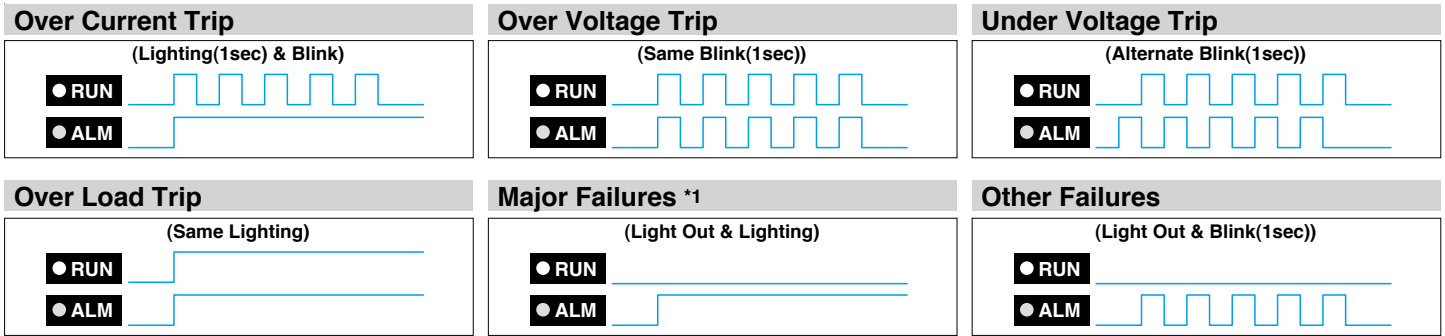 Over Current Trip
(Lighting(1sec) & Blink)
RUN
ALM
Over Voltage Trip
(Same Blink(1sec))
RUN
ALM
Under Voltage Trip
(Alternate Blink(1sec))
RUN
ALM
Over Load Trip
(Same Lighting)
RUN
ALM
Major Failures *1
(Light Out & Lighting)
RUN
ALM
Other Failures
(Light Out & Blink(1sec))
RUN
ALM